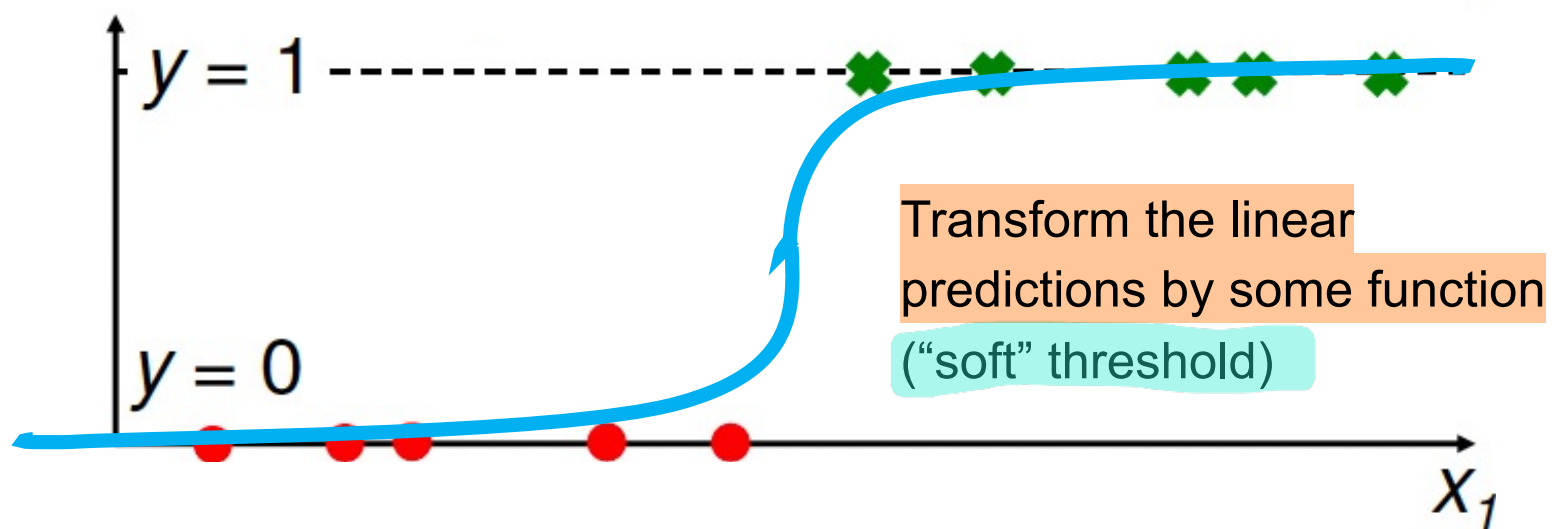 y = 1
Transform the linear
predictions by some function
(“soft” threshold)
y = 0
x₁